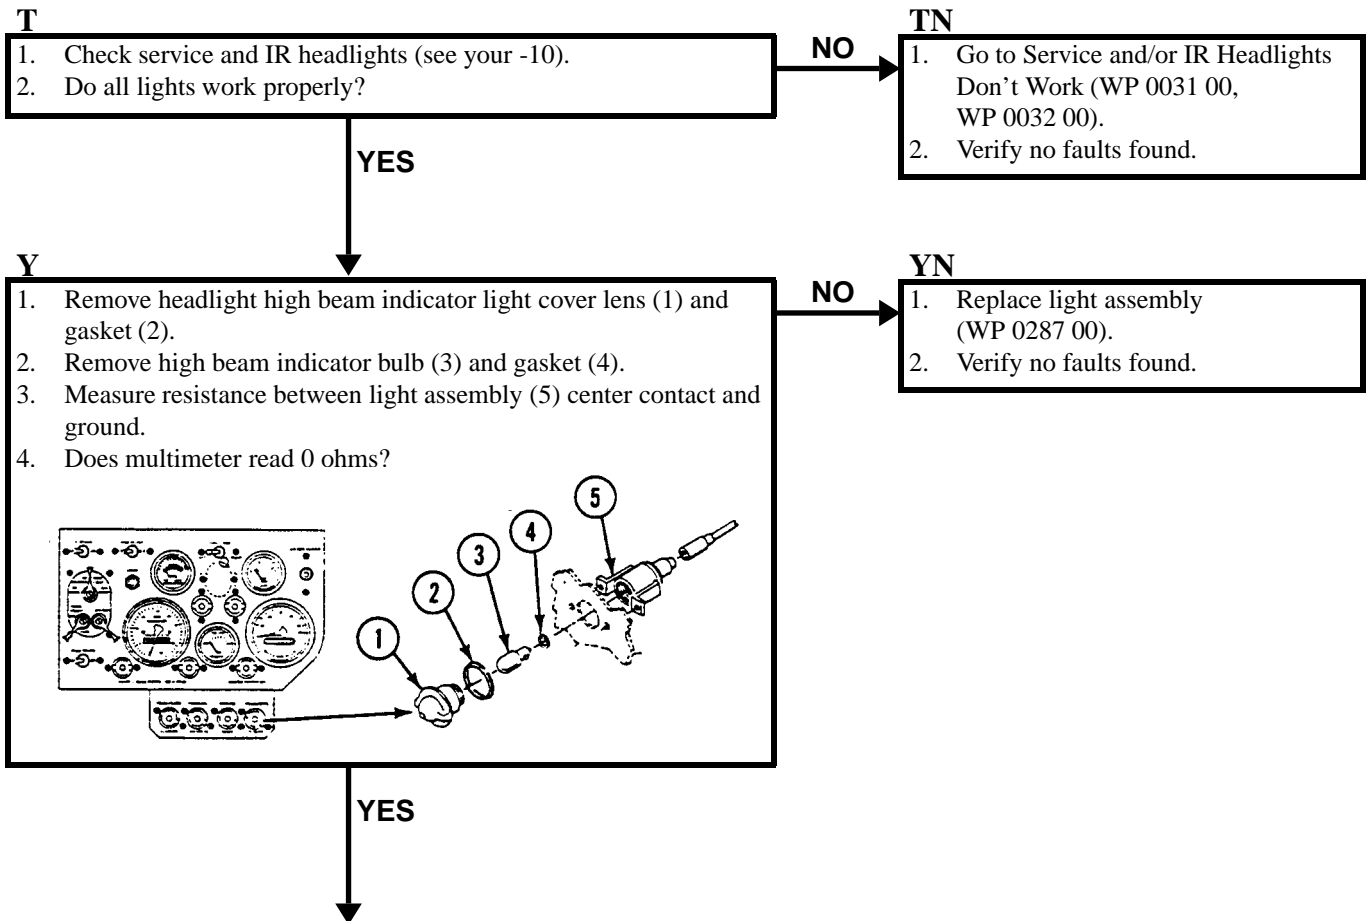 T
1. Check service and IR headlights (see your -10).
2. Do all lights work properly?
NO
TN
1. Go to Service and/or IR Headlights
Don't Work (WP 0031 00,
WP 0032 00).
2. Verify no faults found.
YES
Y
1. Remove headlight high beam indicator light cover lens (1) and
gasket (2).
2. Remove high beam indicator bulb (3) and gasket (4).
3. Measure resistance between light assembly (5) center contact and
ground.
4. Does multimeter read 0 ohms?
NO
YN
1. Replace light assembly
(WP 0287 00).
2. Verify no faults found.
5
4
3
2
1
YES